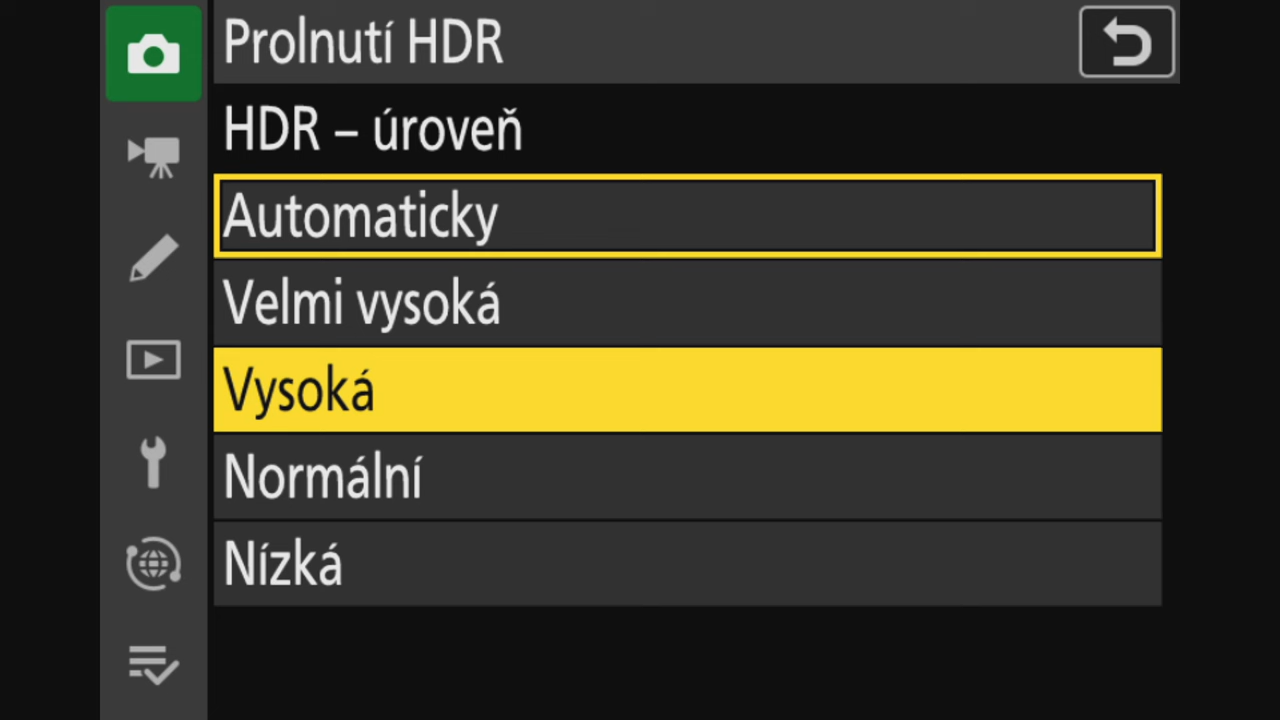 Prolnutí HDR
HDR – úroveň
Automaticky
Velmi vysoká
Vysoká
Normální
Nízká